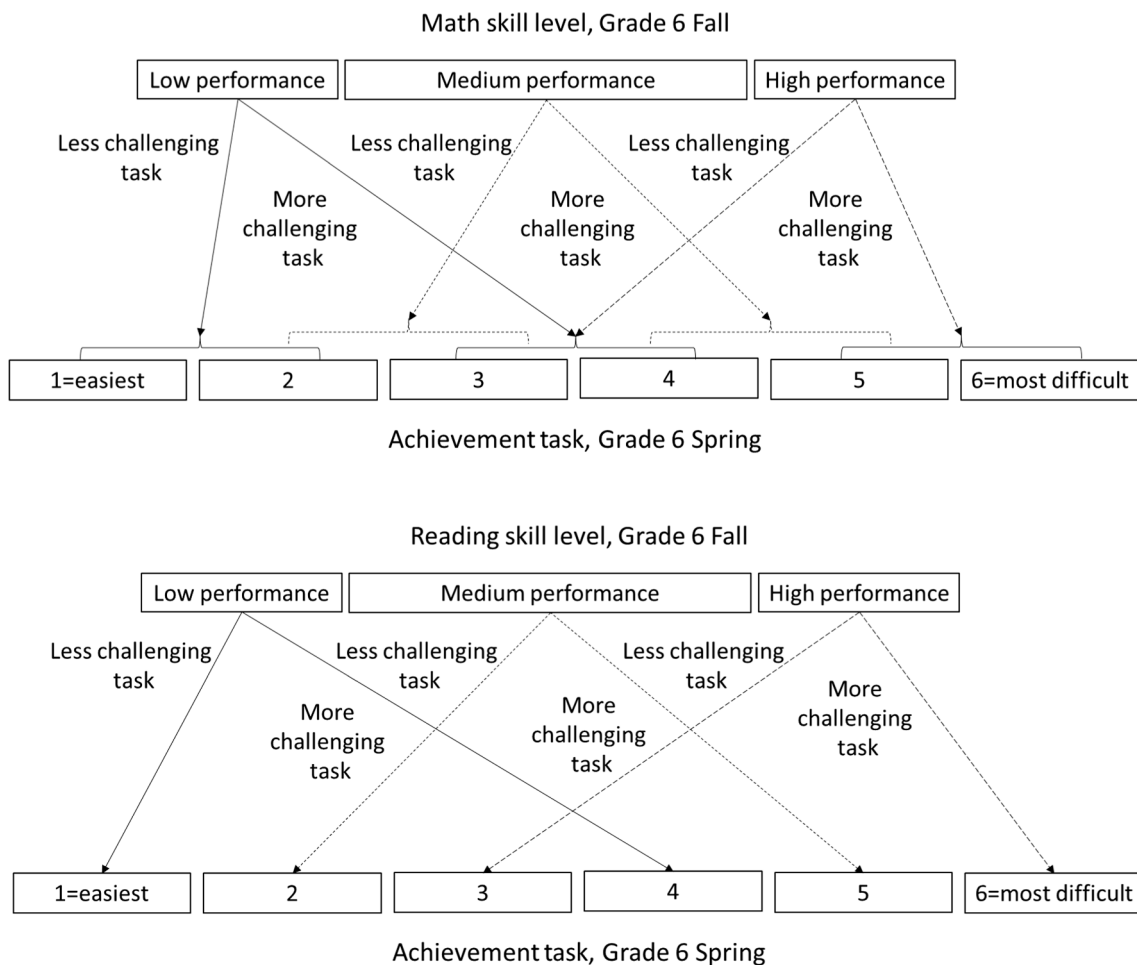 Math skill level, Grade 6 Fall
Low performance
Medium performance
High performance
Less challenging
task
Less challenging
task
Less challenging
task
More
challenging
task
More
challenging
task
More
challenging
task
1=easiest
2
3
4
5
6=most difficult
Achievement task, Grade 6 Spring
Reading skill level, Grade 6 Fall
Low performance
Medium performance
High performance
Less challenging
task
Less challenging
task
Less challenging
task
More
challenging
task
More
challenging
task
More
challenging
task
1=easiest
2
3
4
5
6=most difficult
Achievement task, Grade 6 Spring